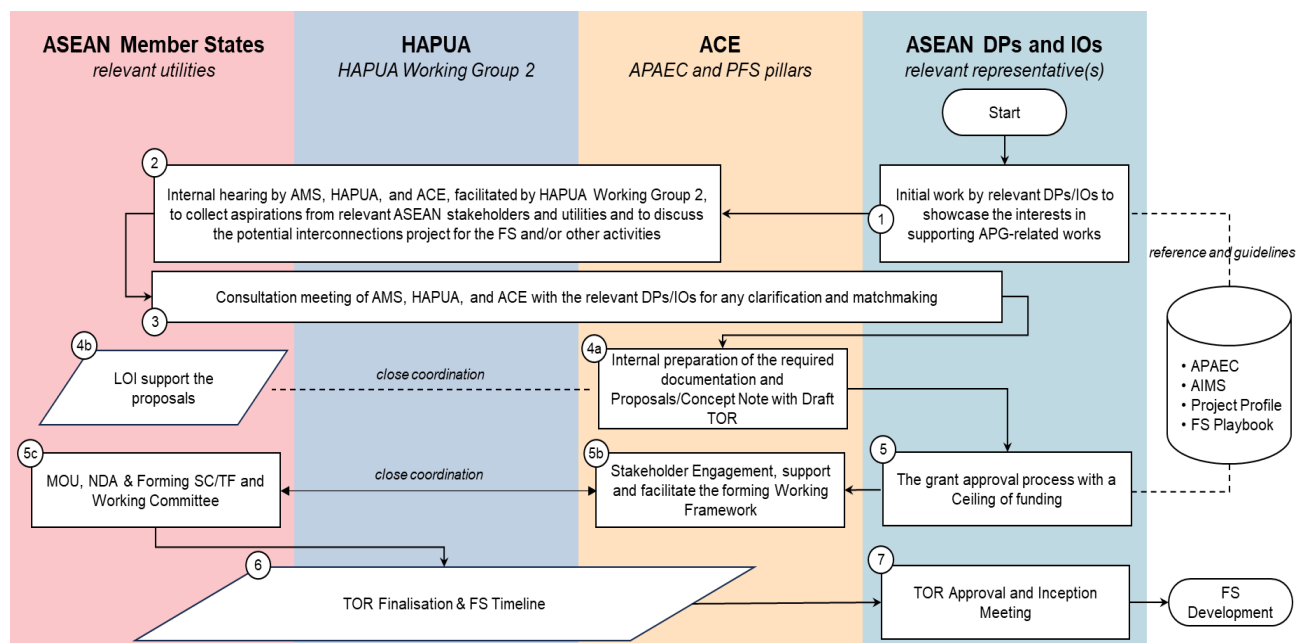 ASEAN Member States
relevant utilities
HAPUA
HAPUA Working Group 2
ACE
APAEC and PFS pillars
ASEAN DPs and IOs
relevant representative(s)
Start
2
Internal hearing by AMS, HAPUA, and ACE, facilitated by HAPUA Working Group 2,
to collect aspirations from relevant ASEAN stakeholders and utilities and to discuss
the potential interconnections project for the FS and/or other activities
1
Initial work by relevant DPs/IOs to
showcase the interests in
supporting APG-related works
reference and guidelines
3
Consultation meeting of AMS, HAPUA, and ACE with the relevant DPs/IOs for any clarification and matchmaking
4b
LOI support the
proposals
close coordination
4a
Internal preparation of the required
documentation and
Proposals/Concept Note with Draft
TOR
• APAEC
• AIMS
• Project Profile
• FS Playbook
5c
MOU, NDA & Forming SC/TF and
Working Committee
close coordination
5b
Stakeholder Engagement, support
and facilitate the forming Working
Framework
5
The grant approval process with a
Ceiling of funding
6
TOR Finalisation & FS Timeline
7
TOR Approval and Inception
Meeting
FS
Development